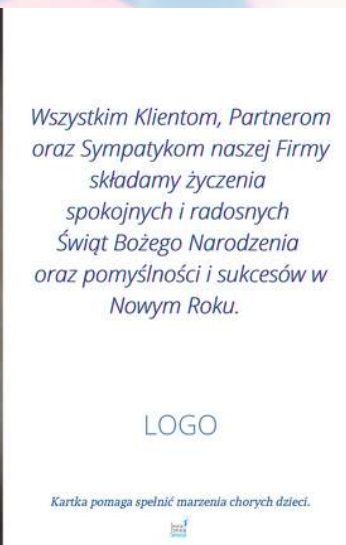 Wszystkim Klientom, Partnerom
oraz Sympatykom naszej Firmy
składamy życzenia
spokojnych i radosnych
Świąt Bożego Narodzenia
oraz pomyślności i sukcesów w
Nowym Roku.
LOGO
Kartka pomaga spełnić marzenia chorych dzieci.